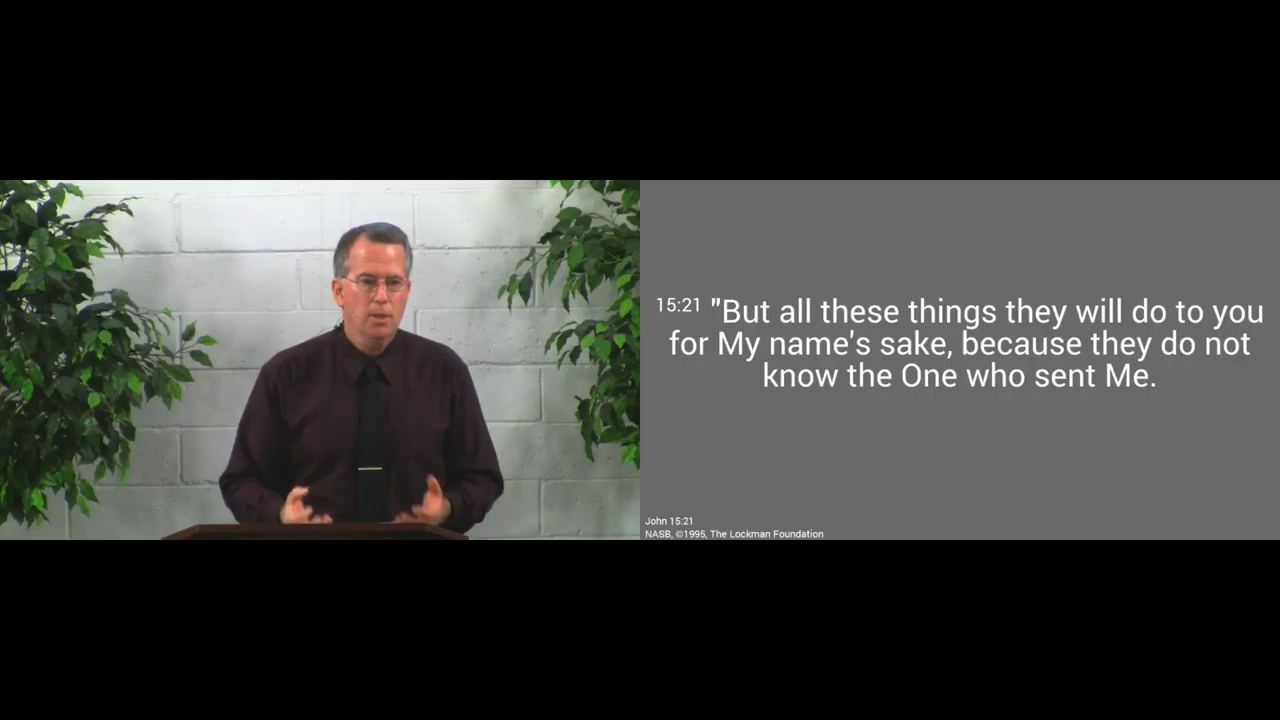 15:21 "But all these things they will do to you
for My name's sake, because they do not
know the One who sent Me.
John 15:21
NASB, ©1995, The Lockman Foundation